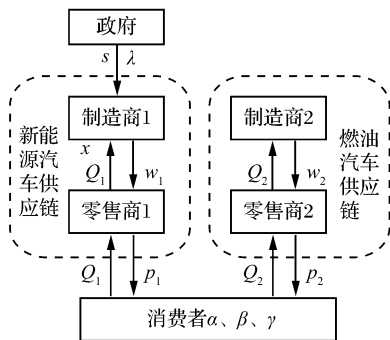 政府
s λ
制造商1
制造商2
新能
源汽
车供
应链
燃油
汽车
供应
链
x
Q1 w1
Q2 w2
零售商1
零售商2
Q1 p1
Q2 p2
消费者α、β、γ